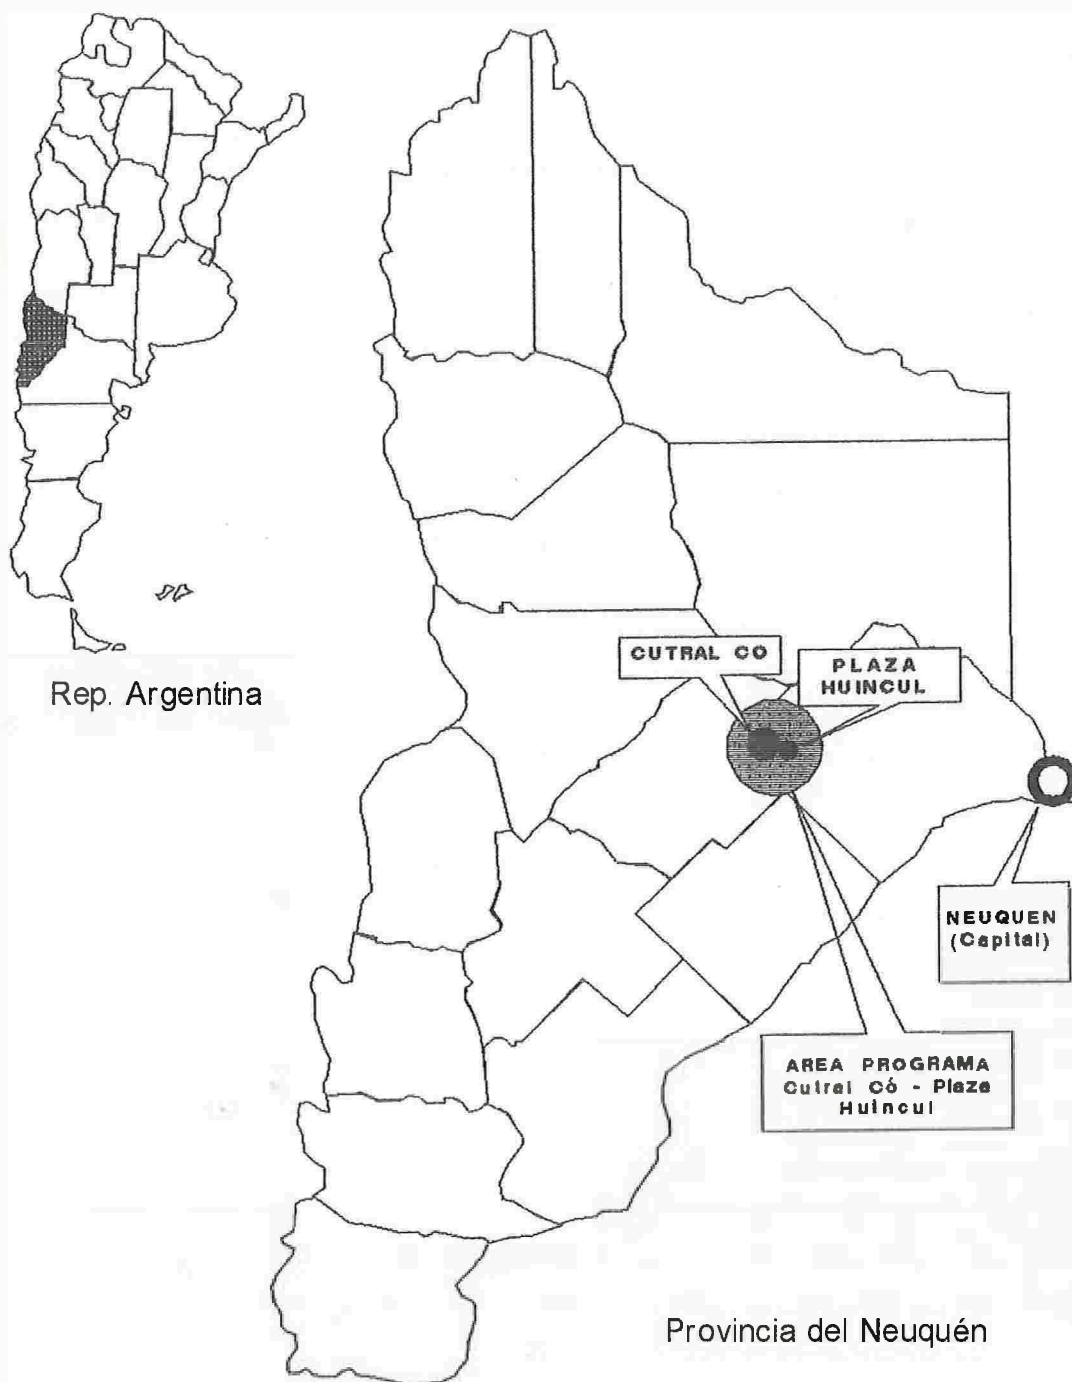 Rep. Argentina
CUTRAL CO
PLAZA
HUINCUL
NEUQUEN
(Capital)
AREA PROGRAMA
Cutral Có - Plaza
Huincul
Provincia del Neuquén